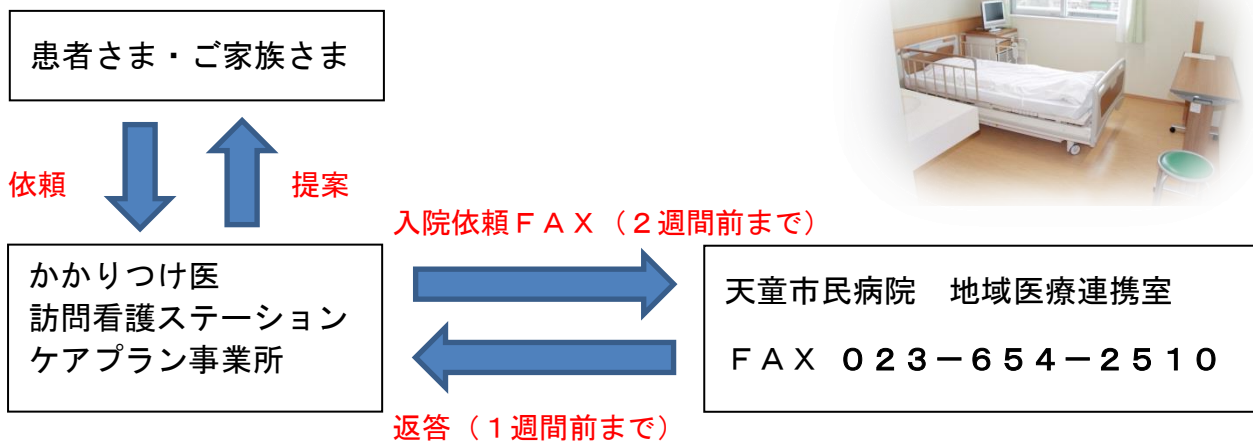 患者さま・ご家族さま
依頼
提案
入院依頼ＦＡＸ（２週間前まで）
かかりつけ医
訪問看護ステーション
ケアプラン事業所
天童市民病院　地域医療連携室
ＦＡＸ ０２３－６５４－２５１０
返答（１週間前まで）